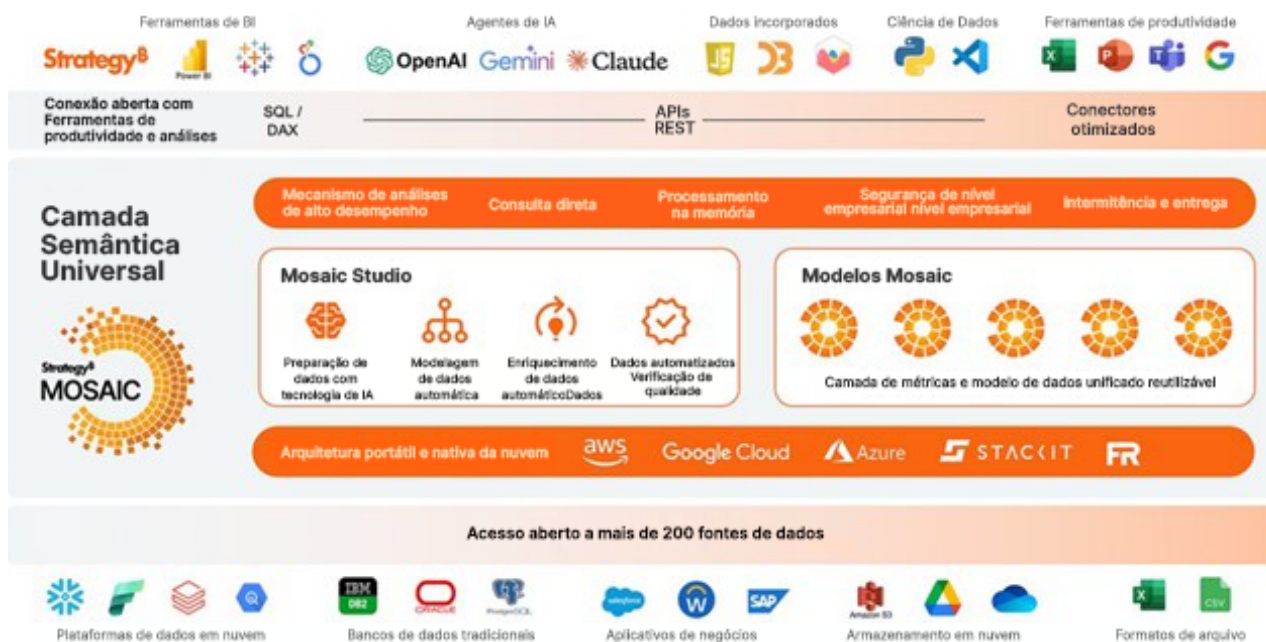 Ferramentas de BI
Agentes de IA
Dados incorporados
Ciência de Dados
Ferramentas de produtividade
StrategyB
Power BI
OpenAI
Gemini
Claude
JS
X
P
T
G
Conexão aberta com
Ferramentas de
produtividade e análises
SQL /
DAX
APIs
REST
Conectores
otimizados
Camada
Semântica
Universal
StrategyB
MOSAIC
Mecanismo de análises
de alto desempenho
Consulta direta
Processamento
na memória
Segurança de nível
empresarial nível empresarial
Intermitência e entrega
Mosaic Studio
Preparação de
dados com
tecnologia de IA
Modelagem
de dados
automática
Enriquecimento
de dados
automáticoDados
Dados automatizados
Verificação de
qualidade
Modelos Mosaic
Camada de métricas e modelo de dados unificado reutilizável
Arquitetura portátil e nativa da nuvem
aws
Google Cloud
Azure
STACKIT
FR
Acesso aberto a mais de 200 fontes de dados
IBM
DB2
ORACLE
PostgreSQL
salesforce
W
SAP
Amazon S3
X
CSV
Plataformas de dados em nuvem
Bancos de dados tradicionais
Aplicativos de negócios
Armazenamento em nuvem
Formatos de arquivo